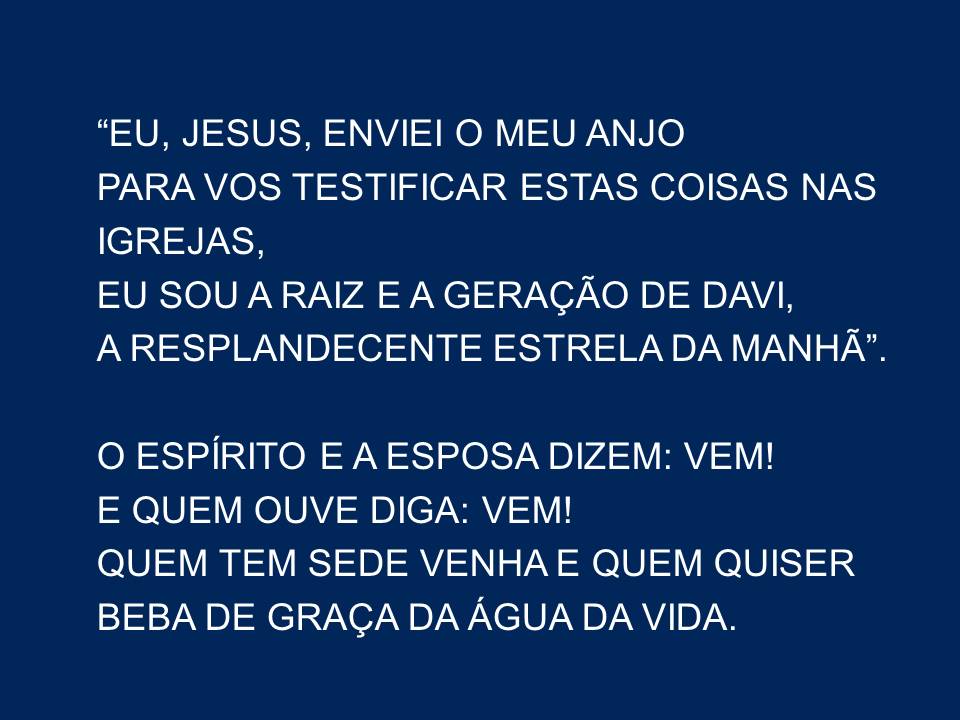 “EU, JESUS, ENVIEI O MEU ANJO
PARA VOS TESTIFICAR ESTAS COISAS NAS
IGREJAS,
EU SOU A RAIZ E A GERAÇÃO DE DAVI,
A RESPLANDECENTE ESTRELA DA MANHÃ”.
O ESPÍRITO E A ESPOSA DIZEM: VEM!
E QUEM OUVE DIGA: VEM!
QUEM TEM SEDE VENHA E QUEM QUISER
BEBA DE GRAÇA DA ÁGUA DA VIDA.